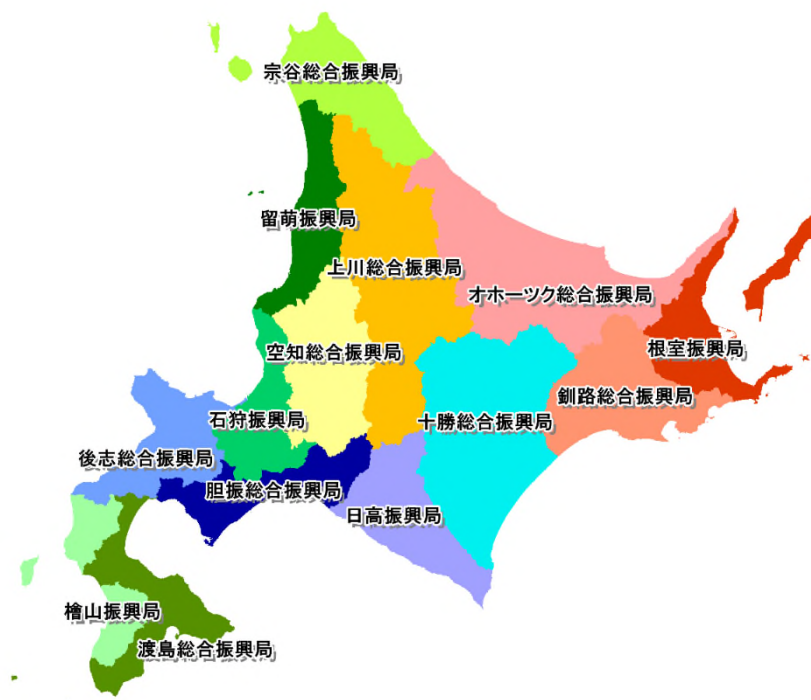 宗谷総合振興局
留萌振興局
上川総合振興局
オホーツク総合振興局
空知総合振興局
根室振興局
釧路総合振興局
石狩振興局
十勝総合振興局
後志総合振興局
胆振総合振興局
日高振興局
檜山振興局
渡島総合振興局